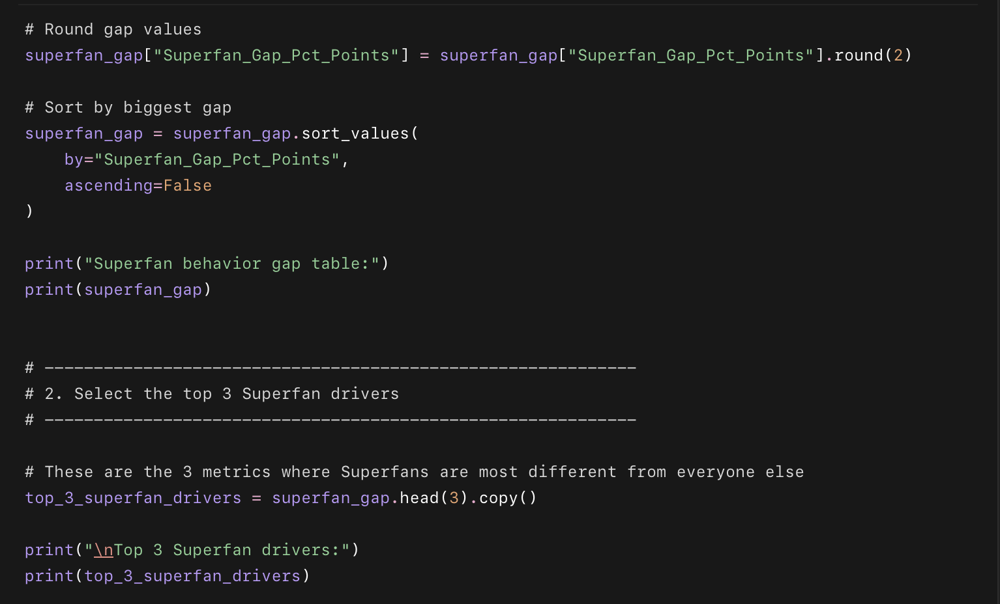 # Round gap values
superfan_gap["Superfan_Gap_Pct_Points"] = superfan_gap["Superfan_Gap_Pct_Points"].round(2)
# Sort by biggest gap
superfan_gap = superfan_gap.sort_values(
    by="Superfan_Gap_Pct_Points",
    ascending=False
)
print("Superfan behavior gap table:")
print(superfan_gap)
# ------------------------------------------------------------
# 2. Select the top 3 Superfan drivers
# ------------------------------------------------------------
# These are the 3 metrics where Superfans are most different from everyone else
top_3_superfan_drivers = superfan_gap.head(3).copy()
print("\nTop 3 Superfan drivers:")
print(top_3_superfan_drivers)